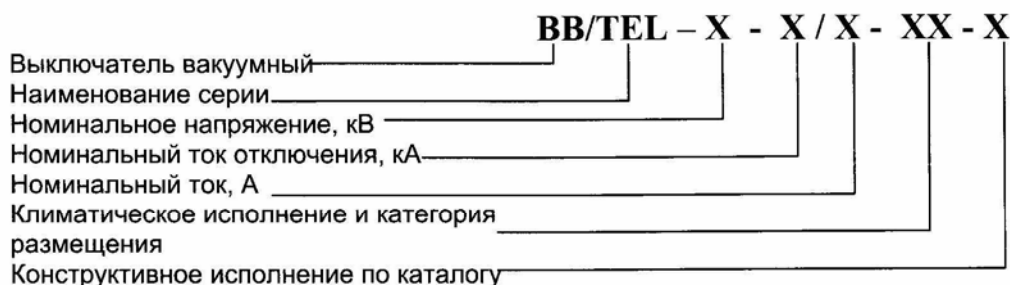 ВВ/TEL – X - X / X - XX - X
Выключатель вакуумный
Наименование серии
Номинальное напряжение, кВ
Номинальный ток отключения, кА
Номинальный ток, А
Климатическое исполнение и категория
размещения
Конструктивное исполнение по каталогу